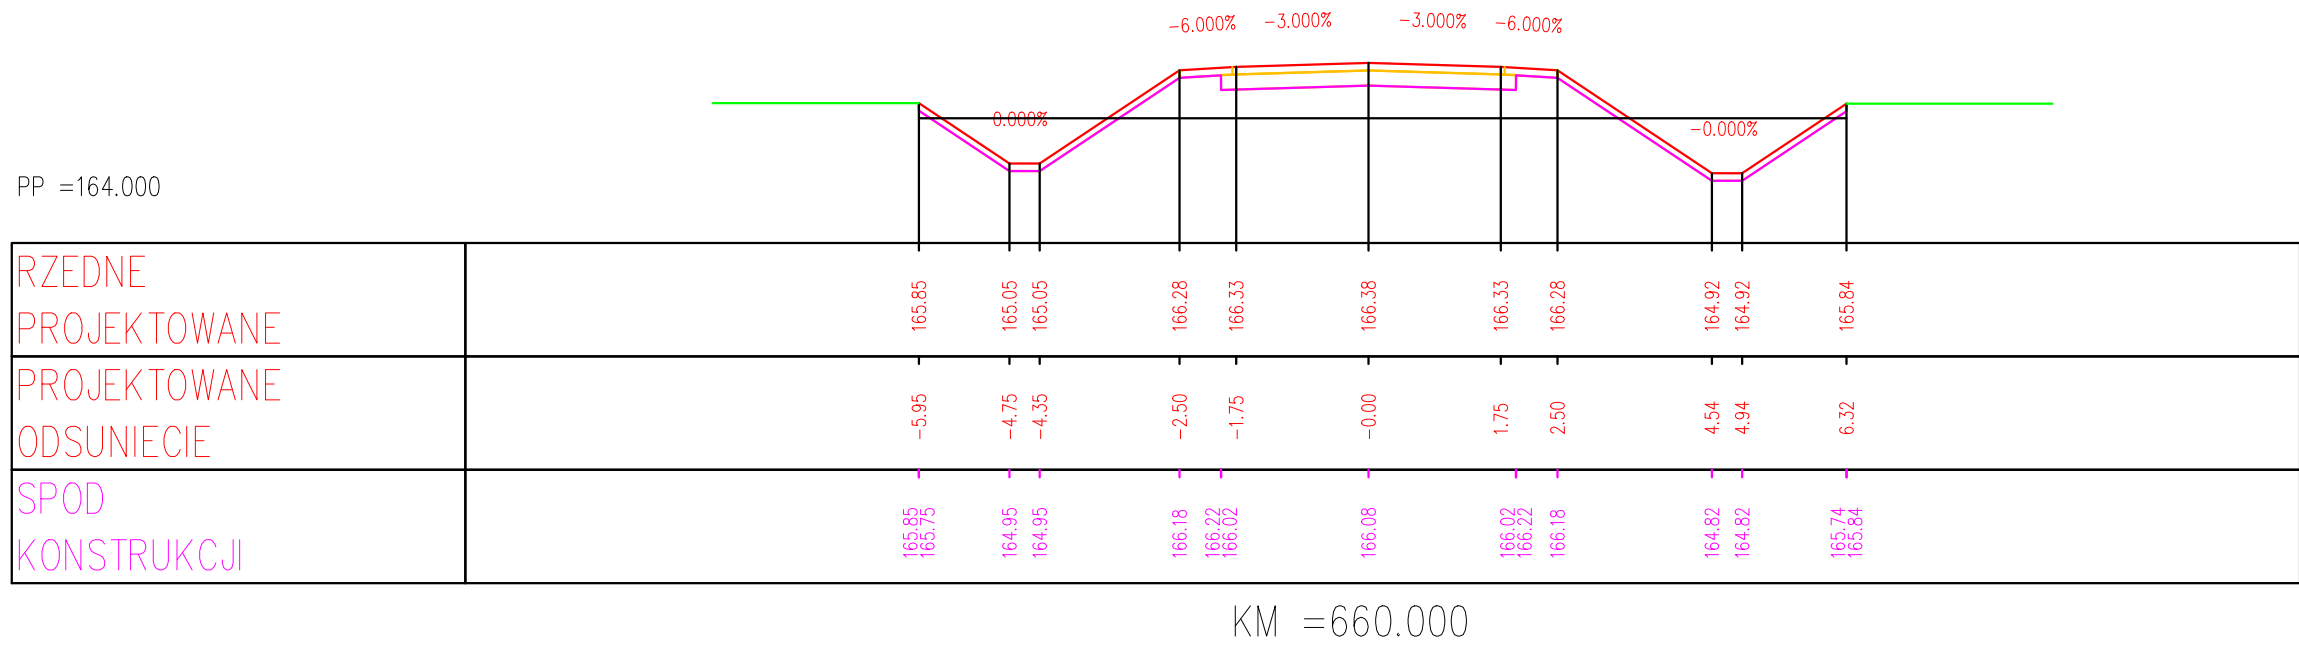 -6.000% -3.000% -3.000% -6.000%
0.000% -0.000%
PP =164.000
RZEDNE
PROJEKTOWANE
165.85 165.05 165.05 166.28 166.33 166.38 166.33 166.28 164.92 164.92 165.84
PROJEKTOWANE
ODSUNIECIE
-5.95 -4.75 -4.35 -2.50 -1.75 -0.00 1.75 2.50 4.54 4.94 6.32
SPOD
KONSTRUKCJI
165.85 165.75 164.95 164.95 166.18 166.22 166.02 166.08 166.02 166.22 166.18 164.82 164.82 165.74 165.84
KM =660.000